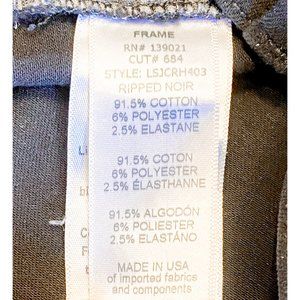 FRAME
RN# 139021
CUT# 684
STYLE: LSJCRH403
RIPPED NOIR
91.5% COTTON
6% POLYESTER
2.5% ELASTANE
91.5% COTON
6% POLYESTER
2.5% ÉLASTHANNE
91.5% ALGODÓN
6% POLIESTER
2.5% ELASTÁNO
MADE IN USA
of imported fabrics
and components